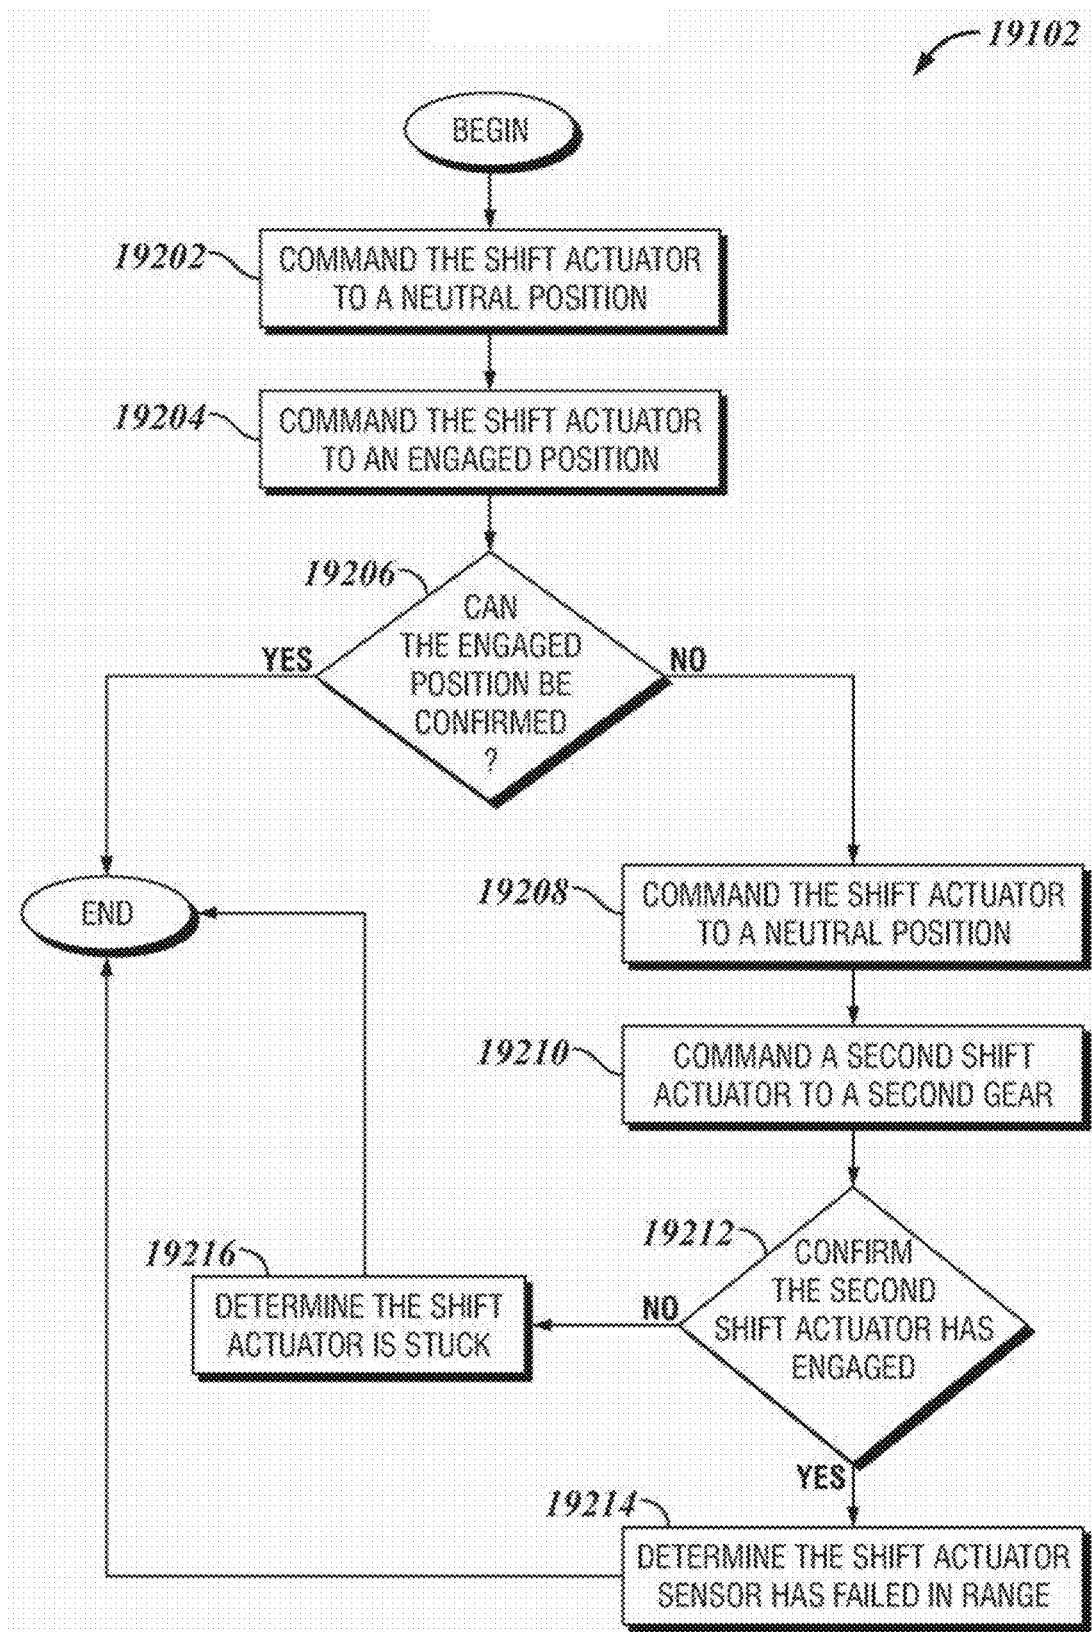 19102
BEGIN
19202
COMMAND THE SHIFT ACTUATOR
TO A NEUTRAL POSITION
19204
COMMAND THE SHIFT ACTUATOR
TO AN ENGAGED POSITION
19206
CAN
THE ENGAGED
POSITION BE
CONFIRMED
?
YES
NO
END
19208
COMMAND THE SHIFT ACTUATOR
TO A NEUTRAL POSITION
19210
COMMAND A SECOND SHIFT
ACTUATOR TO A SECOND GEAR
19212
CONFIRM
THE SECOND
SHIFT ACTUATOR HAS
ENGAGED
NO
19216
DETERMINE THE SHIFT
ACTUATOR IS STUCK
YES
19214
DETERMINE THE SHIFT ACTUATOR
SENSOR HAS FAILED IN RANGE